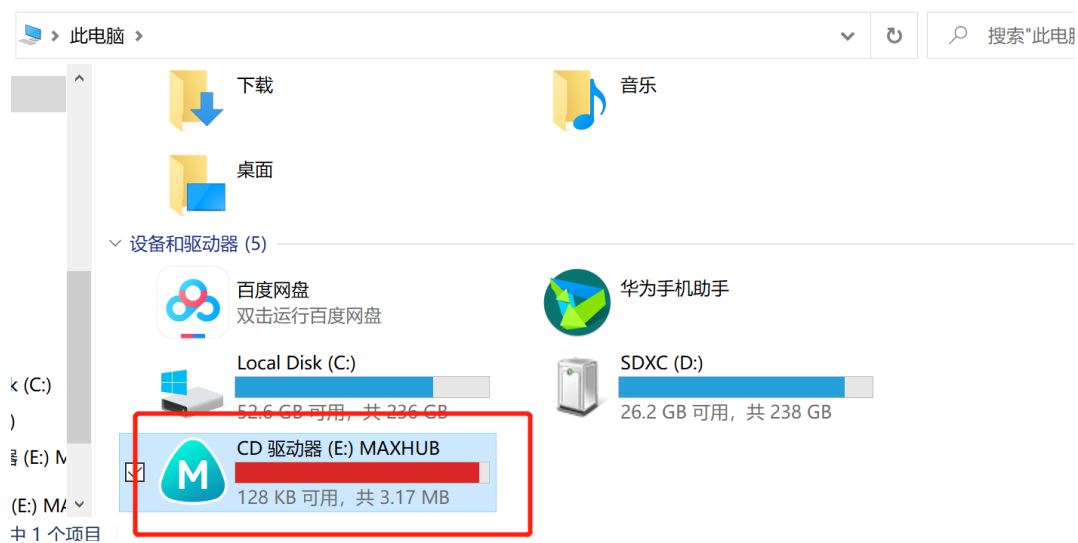 此电脑
搜索"此电脑
下载
音乐
桌面
设备和驱动器 (5)
百度网盘
双击运行百度网盘
华为手机助手
Local Disk (C:)
52.6 GB 可用，共 236 GB
SDXC (D:)
26.2 GB 可用，共 238 GB
k (C:)
)
(E:) M
CD 驱动器 (E:) MAXHUB
M
128 KB 可用，共 3.17 MB
(E:) MA
中 1 个项目